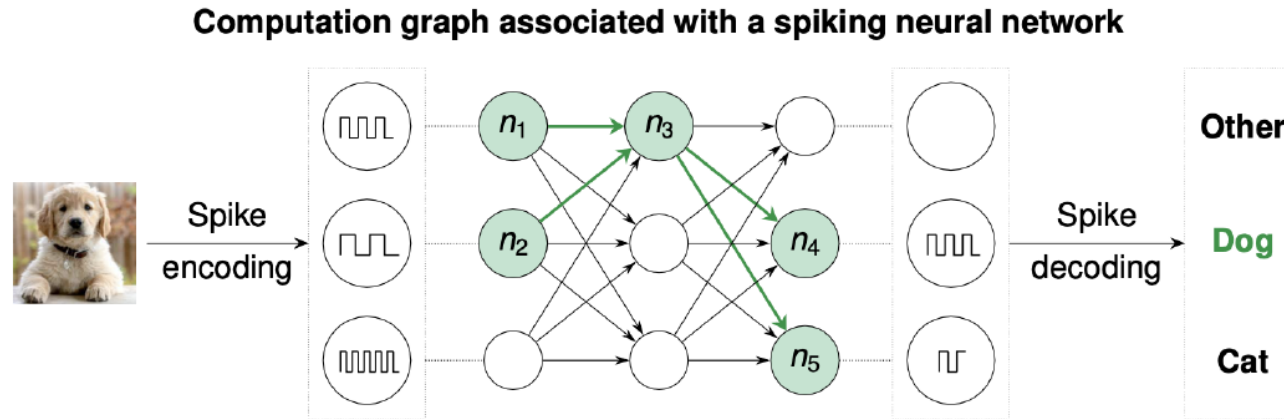 Computation graph associated with a spiking neural network
Spike
encoding
n₁
n₂
n₃
n₄
n₅
Spike
decoding
Other
Dog
Cat